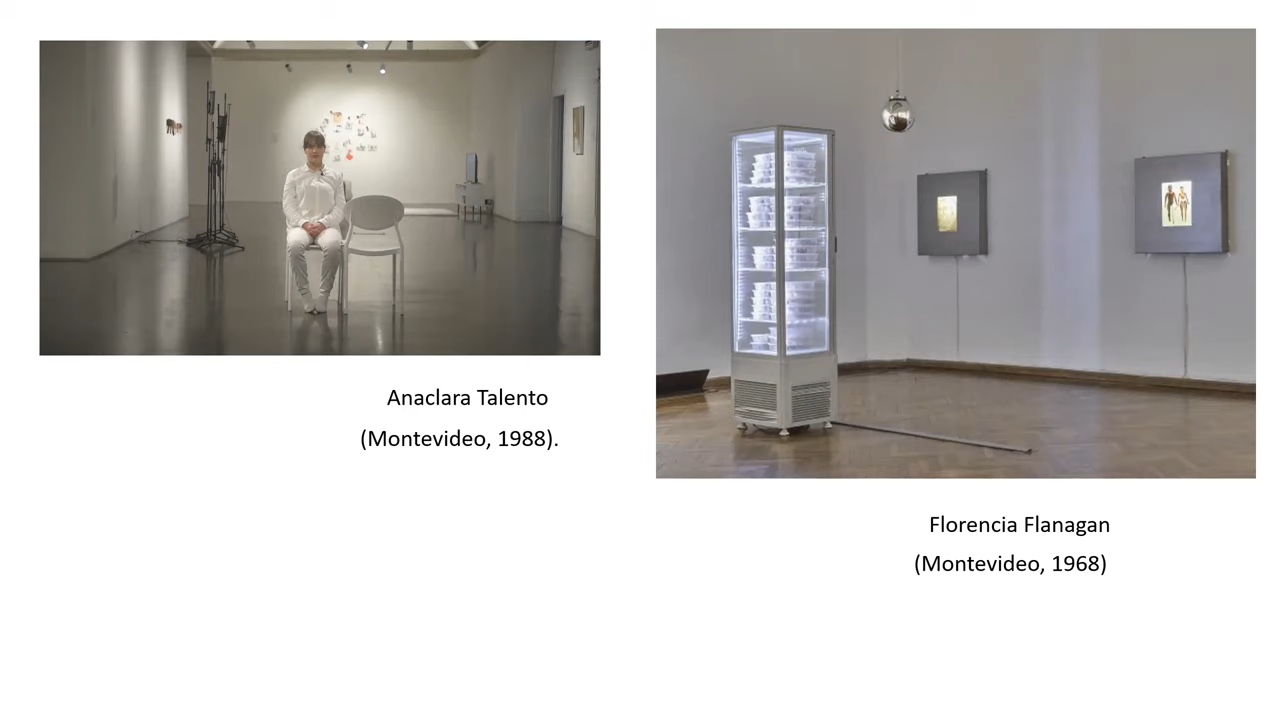 Anaclara Talento
(Montevideo, 1988).
Florencia Flanagan
(Montevideo, 1968)